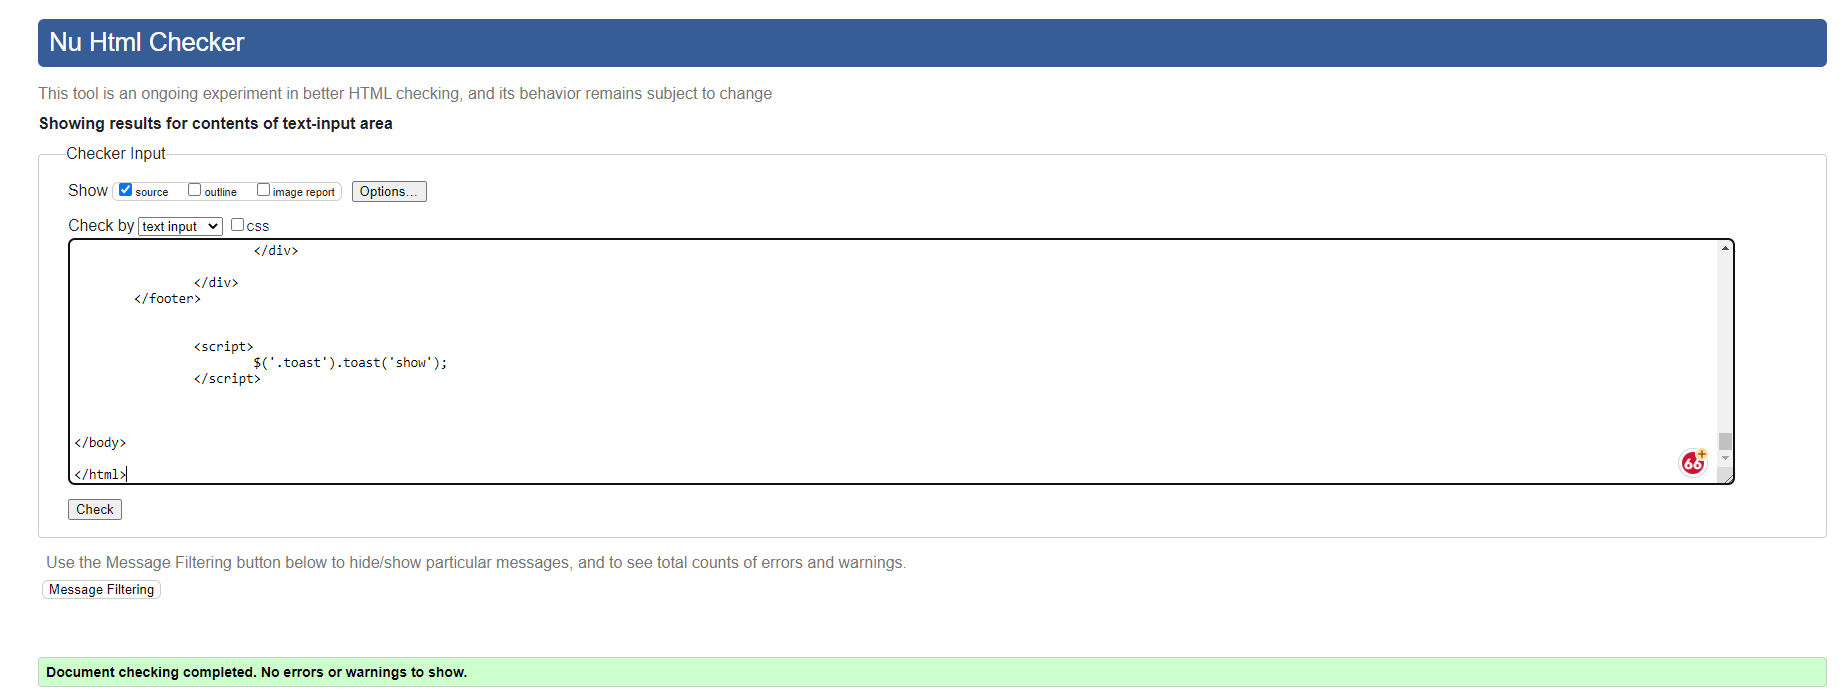 Nu Html Checker
This tool is an ongoing experiment in better HTML checking, and its behavior remains subject to change
Showing results for contents of text-input area
Checker Input
Show source outline image report Options...
Check by text input css
</div>
</div>
</footer>
<script>
$('.toast').toast('show');
</script>
</body>
</html>
66+
Check
Use the Message Filtering button below to hide/show particular messages, and to see total counts of errors and warnings.
Message Filtering
Document checking completed. No errors or warnings to show.